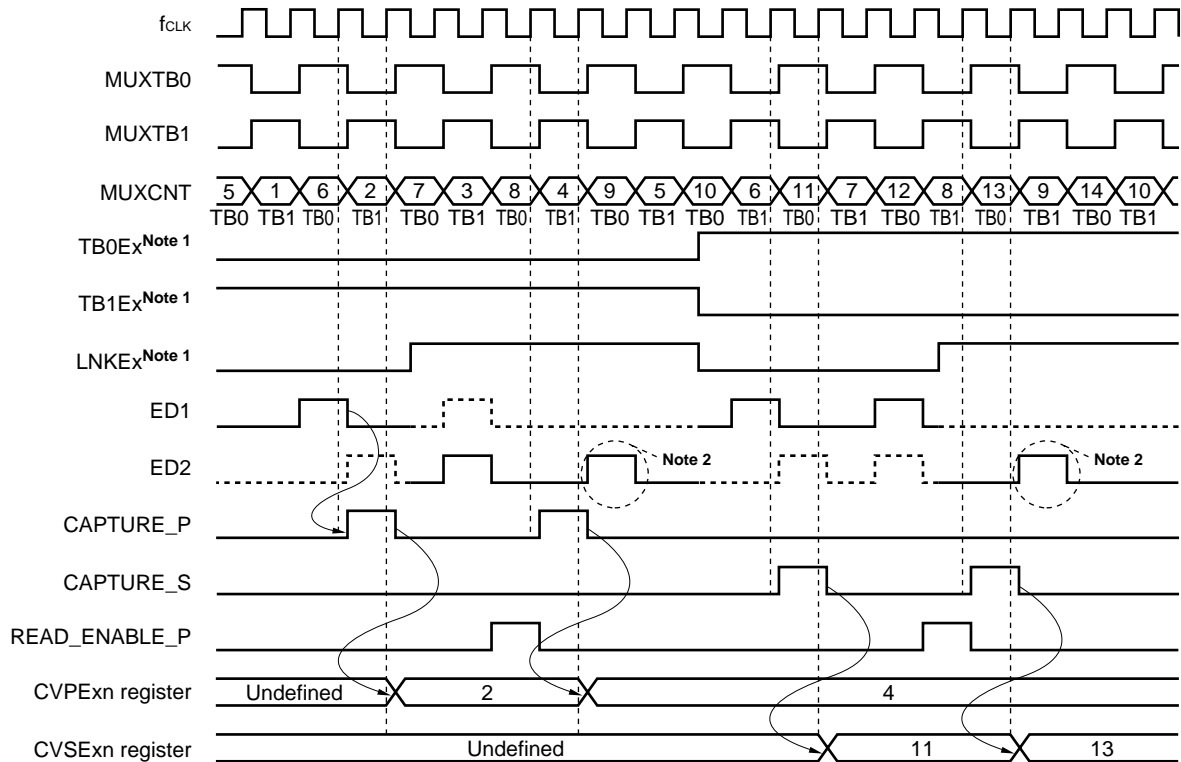 fCLK
MUXTB0
MUXTB1
MUXCNT 5 1 6 2 7 3 8 4 9 5 10 6 11 7 12 8 13 9 14 10
TB0 TB1 TB0 TB1 TB0 TB1 TB0 TB1 TB0 TB1 TB0 TB1 TB0 TB1 TB0 TB1 TB0 TB1 TB0 TB1
TB0ExNote 1
TB1ExNote 1
LNKExNote 1
ED1
ED2 Note 2 Note 2
CAPTURE_P
CAPTURE_S
READ_ENABLE_P
CVPExn register Undefined 2 4
CVSExn register Undefined 11 13